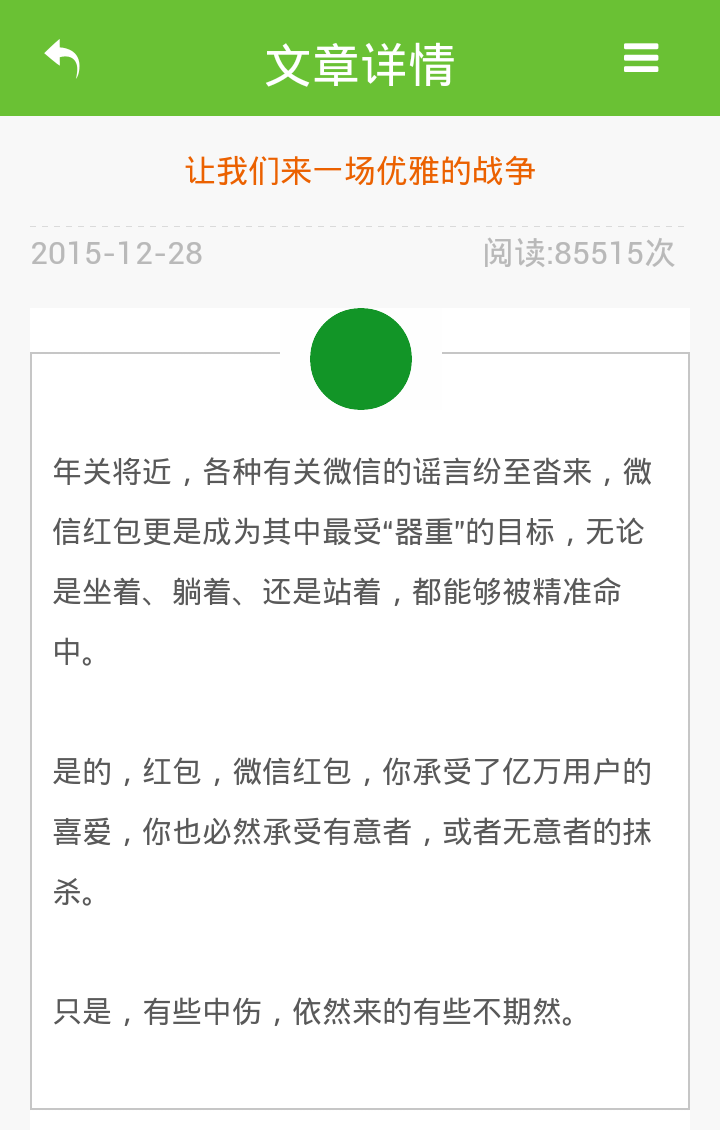 文章详情
让我们来一场优雅的战争
2015-12-28
阅读:85515次
年关将近，各种有关微信的谣言纷至沓来，微
信红包更是成为其中最受“器重”的目标，无论
是坐着、躺着、还是站着，都能够被精准命
中。
是的，红包，微信红包，你承受了亿万用户的
喜爱，你也必然承受有意者，或者无意者的抹
杀。
只是，有些中伤，依然来的有些不期然。